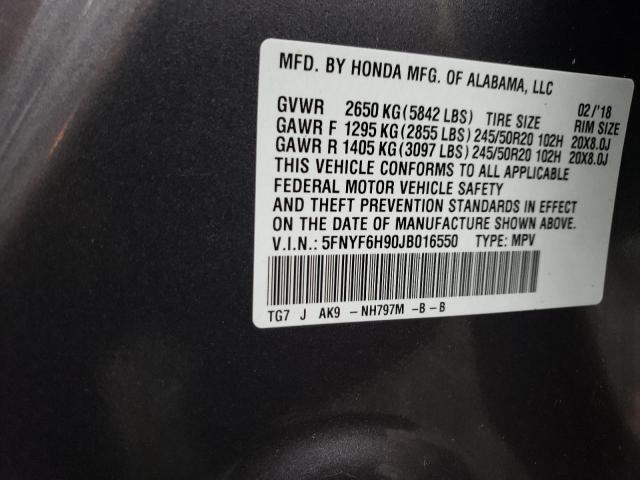 MFD. BY HONDA MFG. OF ALABAMA, LLC
GVWR 2650 KG (5842 LBS) TIRE SIZE 02/'18 RIM SIZE
GAWR F 1295 KG (2855 LBS) 245/50R20 102H 20X8.0J
GAWR R 1405 KG (3097 LBS) 245/50R20 102H 20X8.0J
THIS VEHICLE CONFORMS TO ALL APPLICABLE
FEDERAL MOTOR VEHICLE SAFETY
AND THEFT PREVENTION STANDARDS IN EFFECT
ON THE DATE OF MANUFACTURE SHOWN ABOVE.
V.I.N.: 5FNYF6H90JB016550 TYPE: MPV
TG7 J AK9 -NH797M -B-B